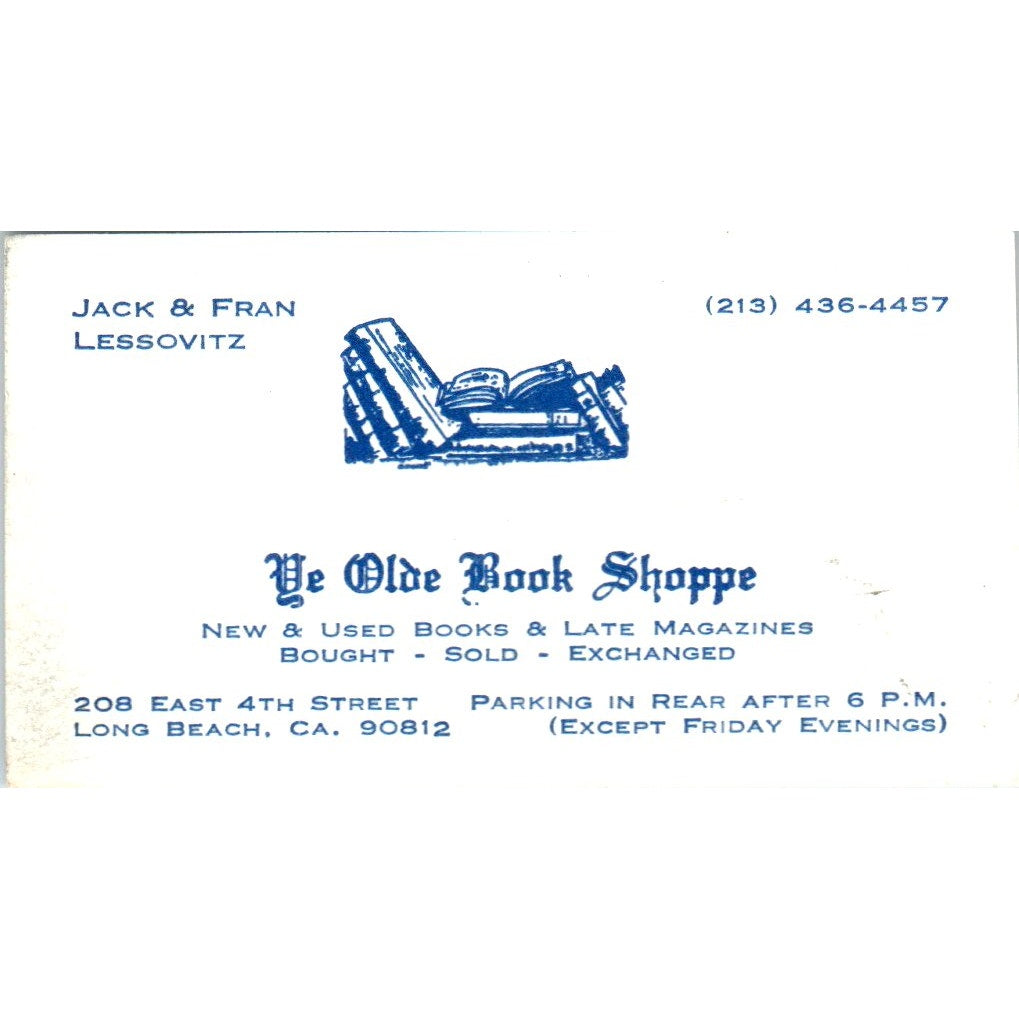 JACK & FRAN
LESSOVITZ
(213) 436-4457
Ye Olde Book Shoppe
NEW & USED BOOKS & LATE MAGAZINES
BOUGHT - SOLD - EXCHANGED
208 EAST 4TH STREET
LONG BEACH, CA. 90812
PARKING IN REAR AFTER 6 P.M.
(EXCEPT FRIDAY EVENINGS)